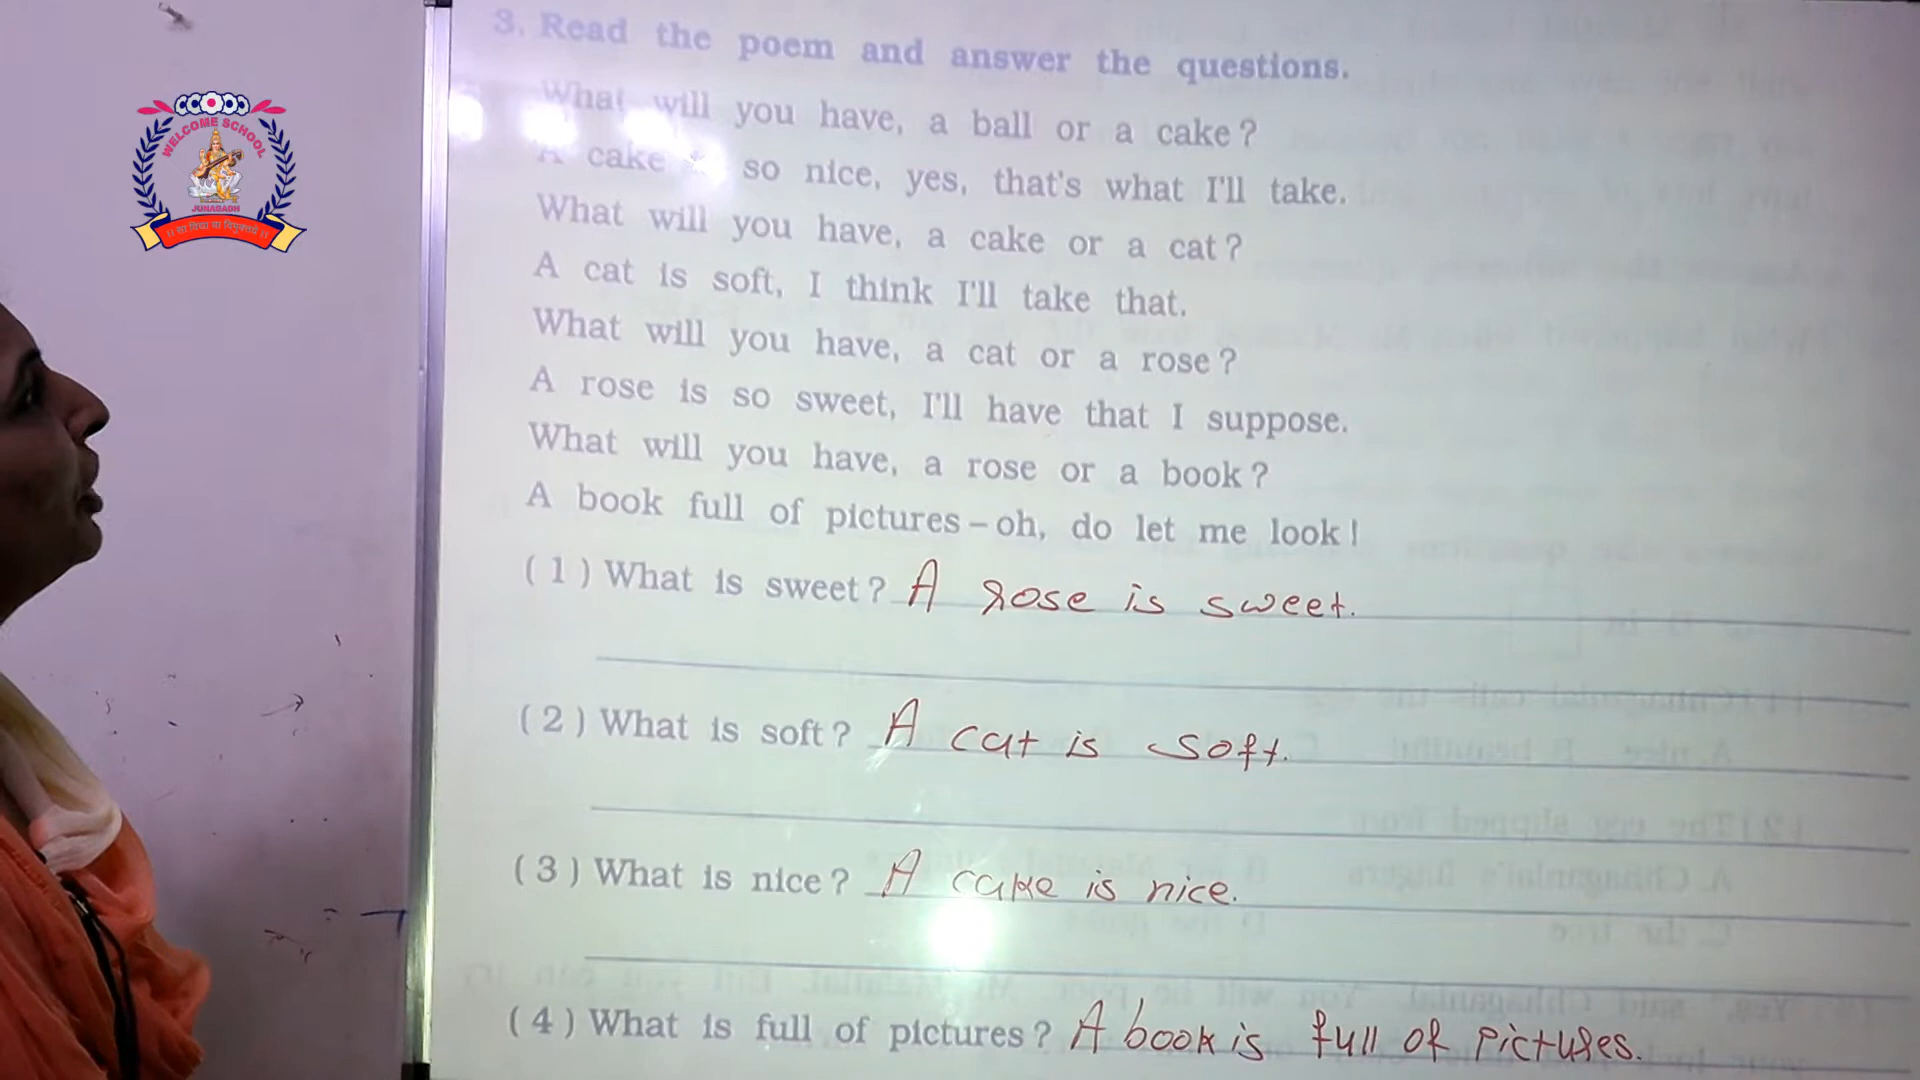 WELCOME SCHOOL
JUNAGADH
|| सा विद्या या विमुक्तये ||
3. Read the poem and answer the questions.
What will you have, a ball or a cake?
A cake so nice, yes, that's what I'll take.
What will you have, a cake or a cat?
A cat is soft, I think I'll take that.
What will you have, a cat or a rose?
A rose is so sweet, I'll have that I suppose.
What will you have, a rose or a book?
A book full of pictures – oh, do let me look!
(1) What is sweet? A rose is sweet.
(2) What is soft? A cat is soft.
(3) What is nice? A cake is nice.
(4) What is full of pictures? A book is full of pictures.